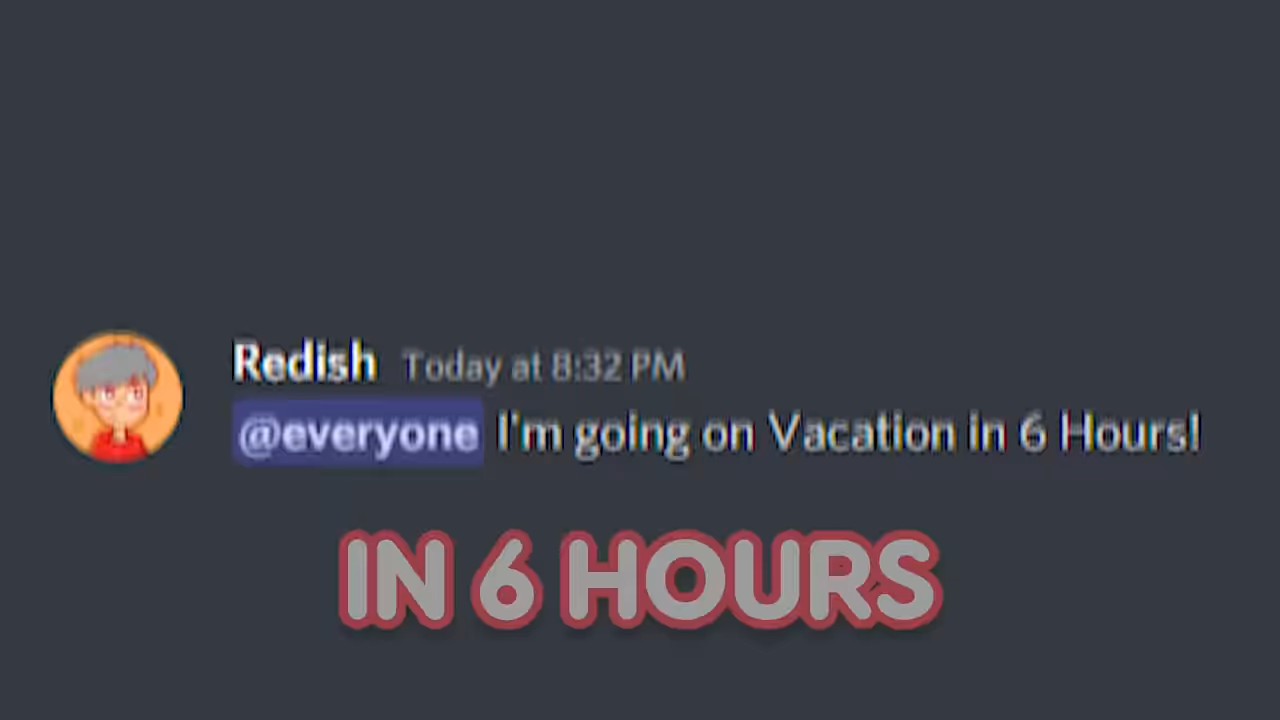 Redish Today at 8:32 PM
@everyone I'm going on Vacation in 6 Hours!
IN 6 HOURS